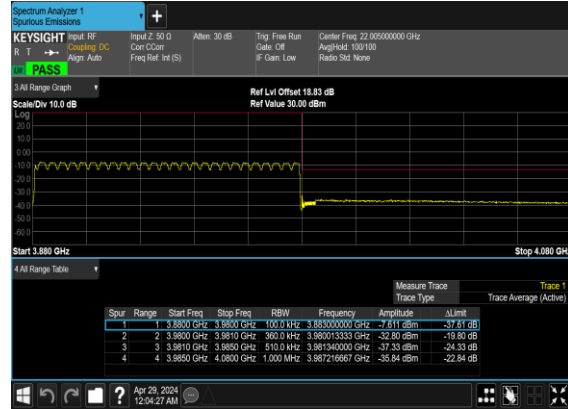 Spectrum Analyzer 1
Spurious Emissions
+
KEYSIGHT Input: RF Input Z: 50 Ω Atten: 30 dB Trig: Free Run Center Freq: 22.005000000 GHz
R T Coupling: DC Corr CCorr Gate: Off Avg|Hold: 100/100
Align: Auto Freq Ref: Int (S) IF Gain: Low Radio Std: None
PASS
3 All Range Graph
Ref Lvl Offset 18.83 dB
Scale/Div 10.0 dB Ref Value 30.00 dBm
Log
20.0
10.0
0.00
-10.0
-20.0
-30.0
-40.0
-50.0
-60.0
Start 3.880 GHz Stop 4.080 GHz
4 All Range Table
Measure Trace Trace 1
Trace Type Trace Average (Active)
Spur Range Start Freq Stop Freq RBW Frequency Amplitude ΔLimit
1 1 3.8800 GHz 3.9800 GHz 100.0 kHz 3.883000000 GHz -7.611 dBm -37.61 dB
2 2 3.9800 GHz 3.9810 GHz 360.0 kHz 3.980013333 GHz -32.80 dBm -19.80 dB
3 3 3.9810 GHz 3.9850 GHz 510.0 kHz 3.981340000 GHz -37.33 dBm -24.33 dB
4 4 3.9850 GHz 4.0800 GHz 1.000 MHz 3.987216667 GHz -35.84 dBm -22.84 dB
? Apr 29, 2024
12:04:27 AM